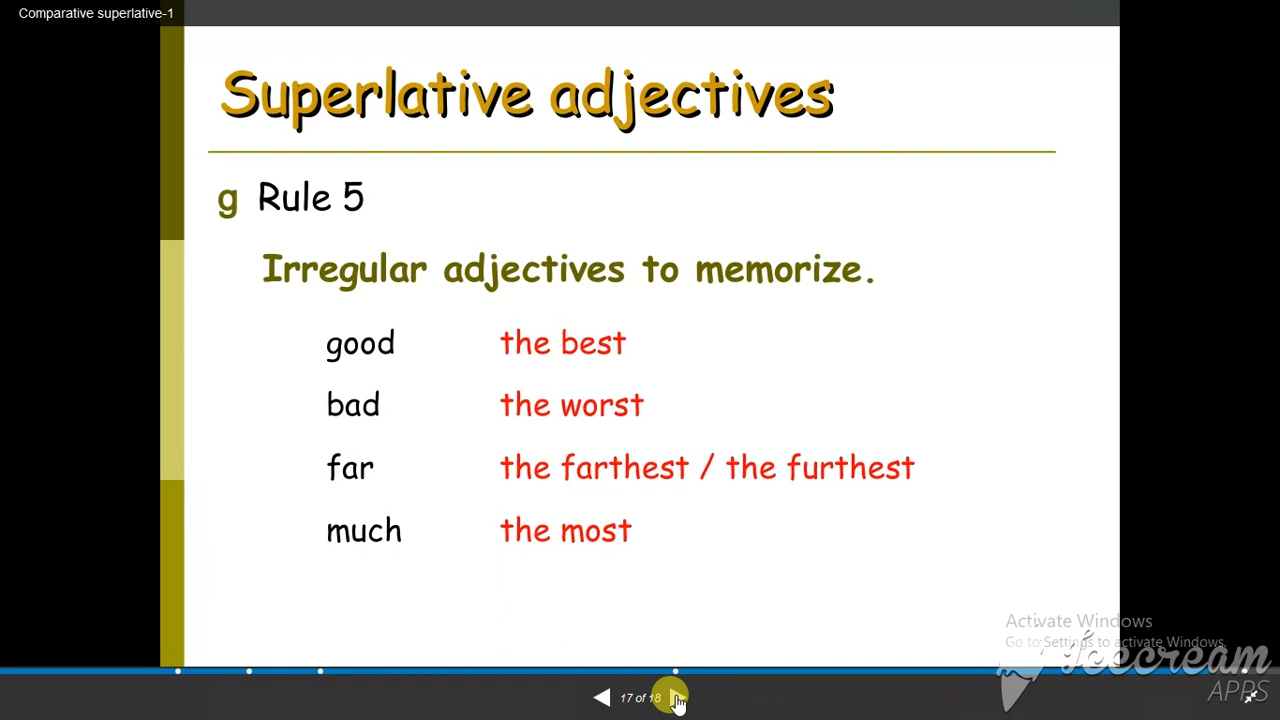 Comparative superlative-1
Superlative adjectives
g Rule 5
Irregular adjectives to memorize.
good the best
bad the worst
far the farthest / the furthest
much the most
Activate Windows
Go to Settings to activate Windows.
Icecream
APPS
17 of 18